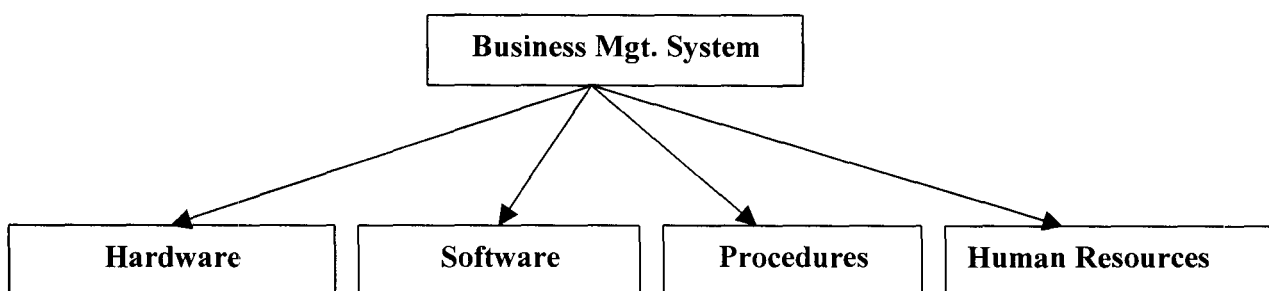 Business Mgt. System
Hardware
Software
Procedures
Human Resources